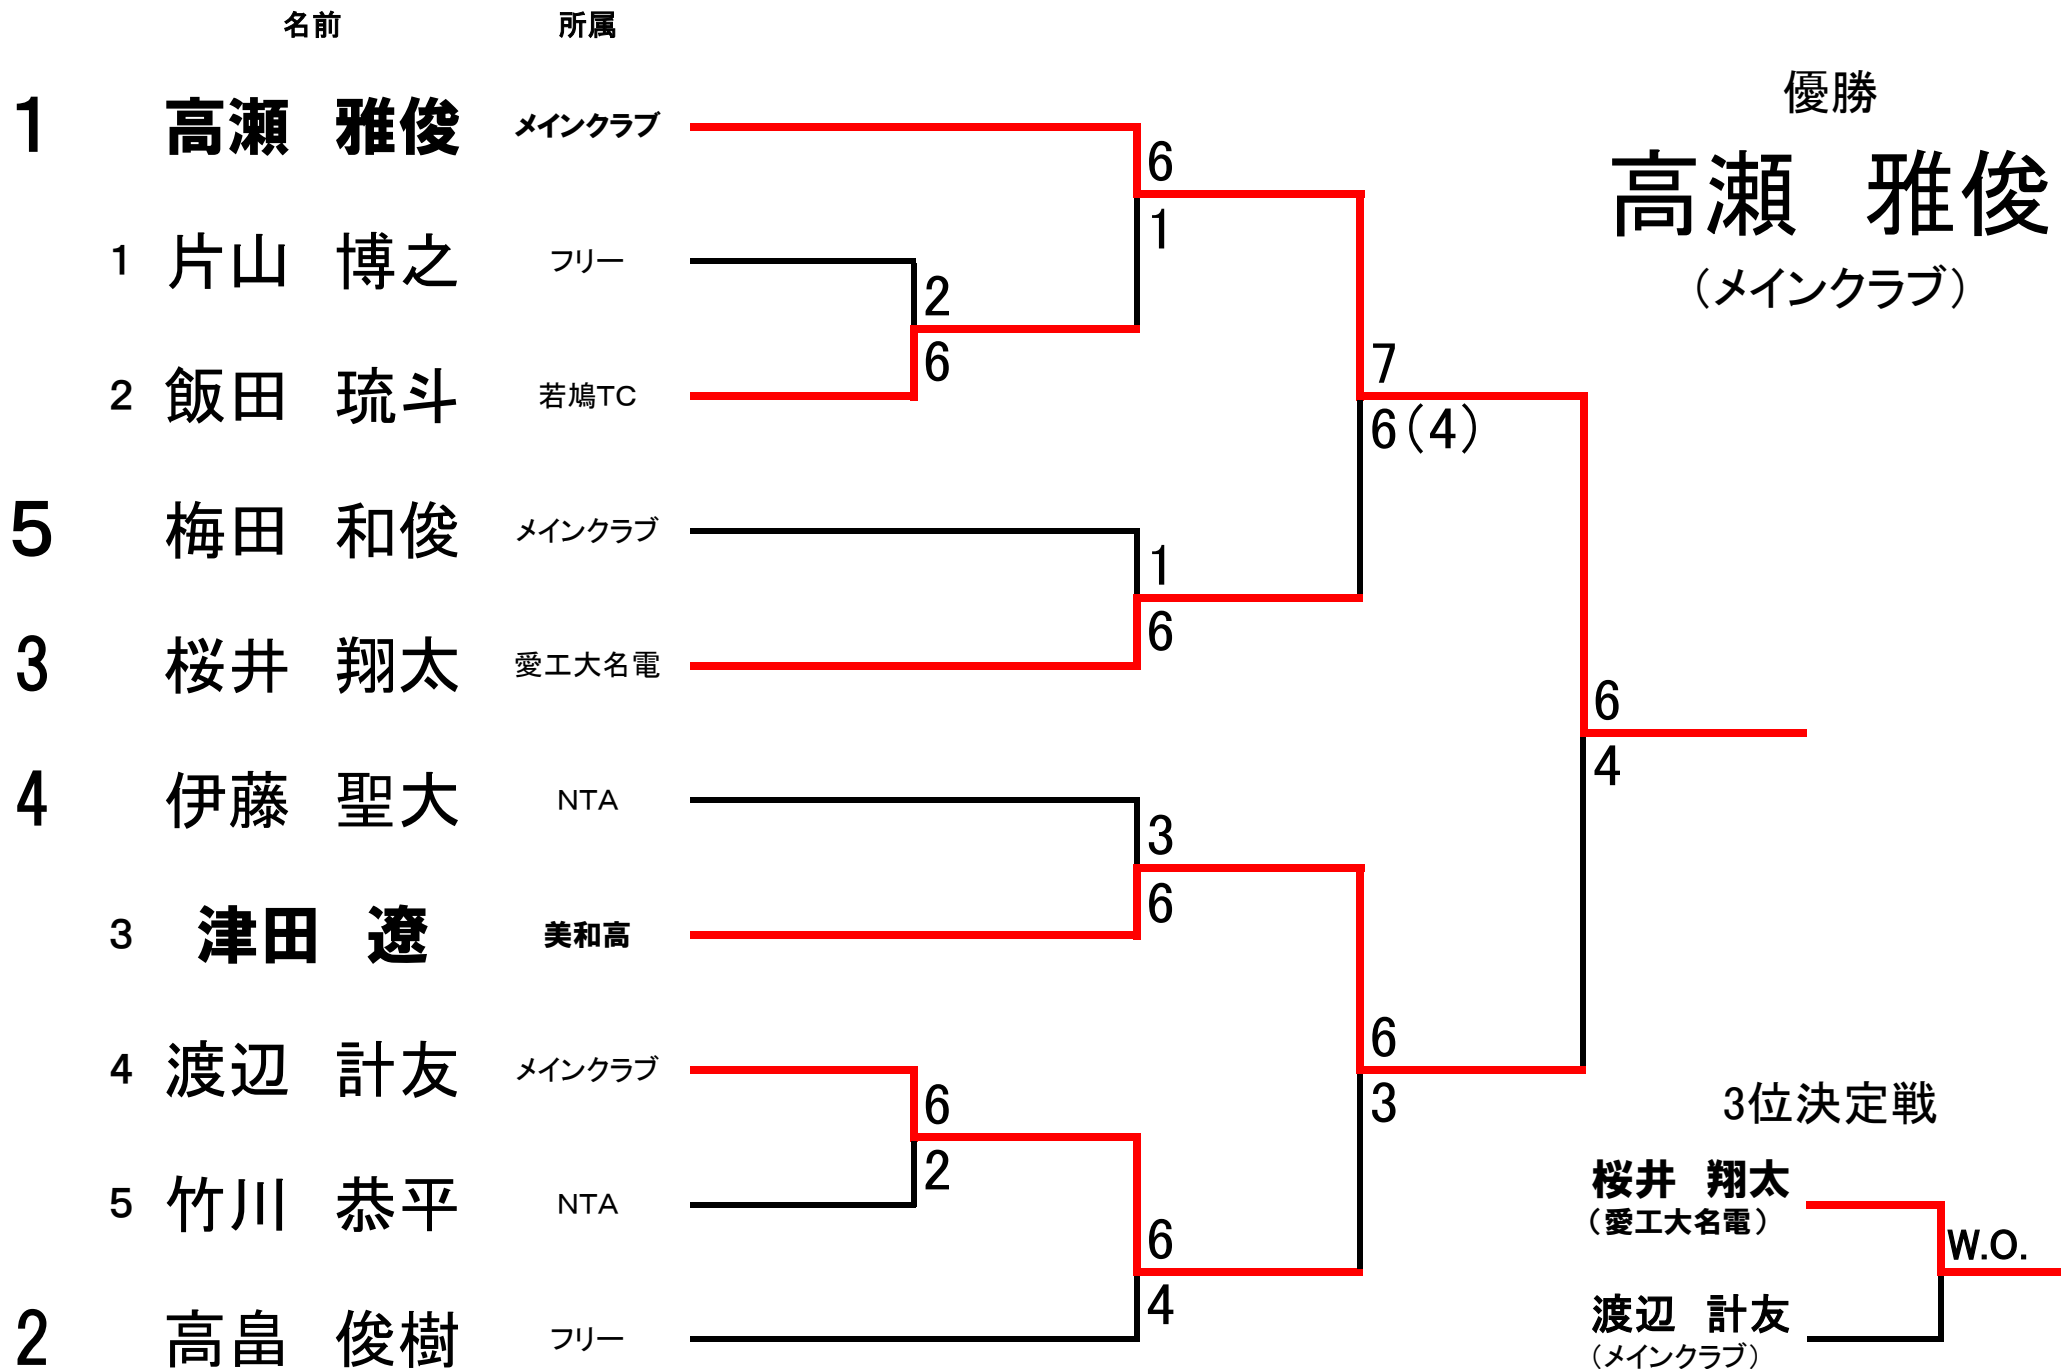 名前 所属
優勝
1 高瀬 雅俊 メインクラブ
6
高瀬 雅俊
1
1 片山 博之 フリー
(メインクラブ)
2
6
7
2 飯田 琉斗 若鳩TC
6(4)
5 梅田 和俊 メインクラブ
1
6
3 桜井 翔太 愛工大名電
6
4
4 伊藤 聖大 NTA
3
6
3 津田 遼 美和高
6
4 渡辺 計友 メインクラブ
3
3位決定戦
6
2
桜井 翔太
(愛工大名電)
5 竹川 恭平 NTA
6
W.O.
4
渡辺 計友
(メインクラブ)
2 高畠 俊樹 フリー